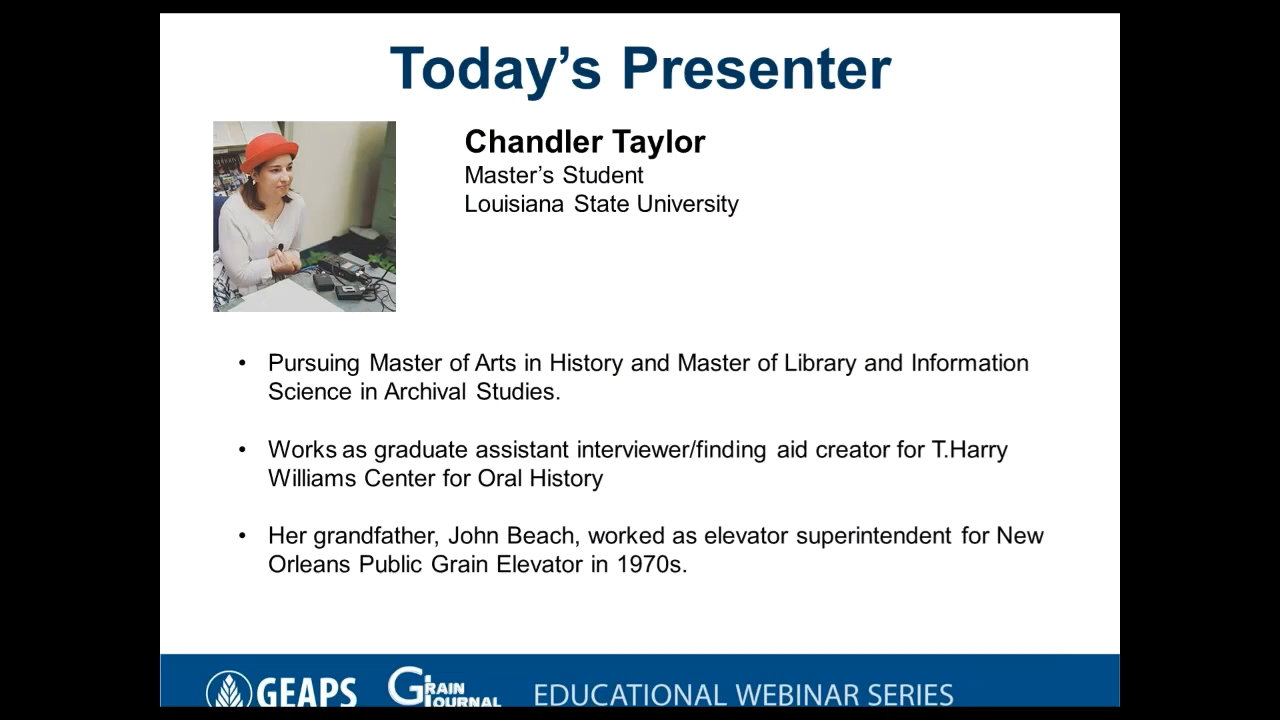 Today’s Presenter
Chandler Taylor
Master’s Student
Louisiana State University
• Pursuing Master of Arts in History and Master of Library and Information
Science in Archival Studies.
• Works as graduate assistant interviewer/finding aid creator for T.Harry
Williams Center for Oral History
• Her grandfather, John Beach, worked as elevator superintendent for New
Orleans Public Grain Elevator in 1970s.
GEAPS
GRAIN
JOURNAL
EDUCATIONAL WEBINAR SERIES